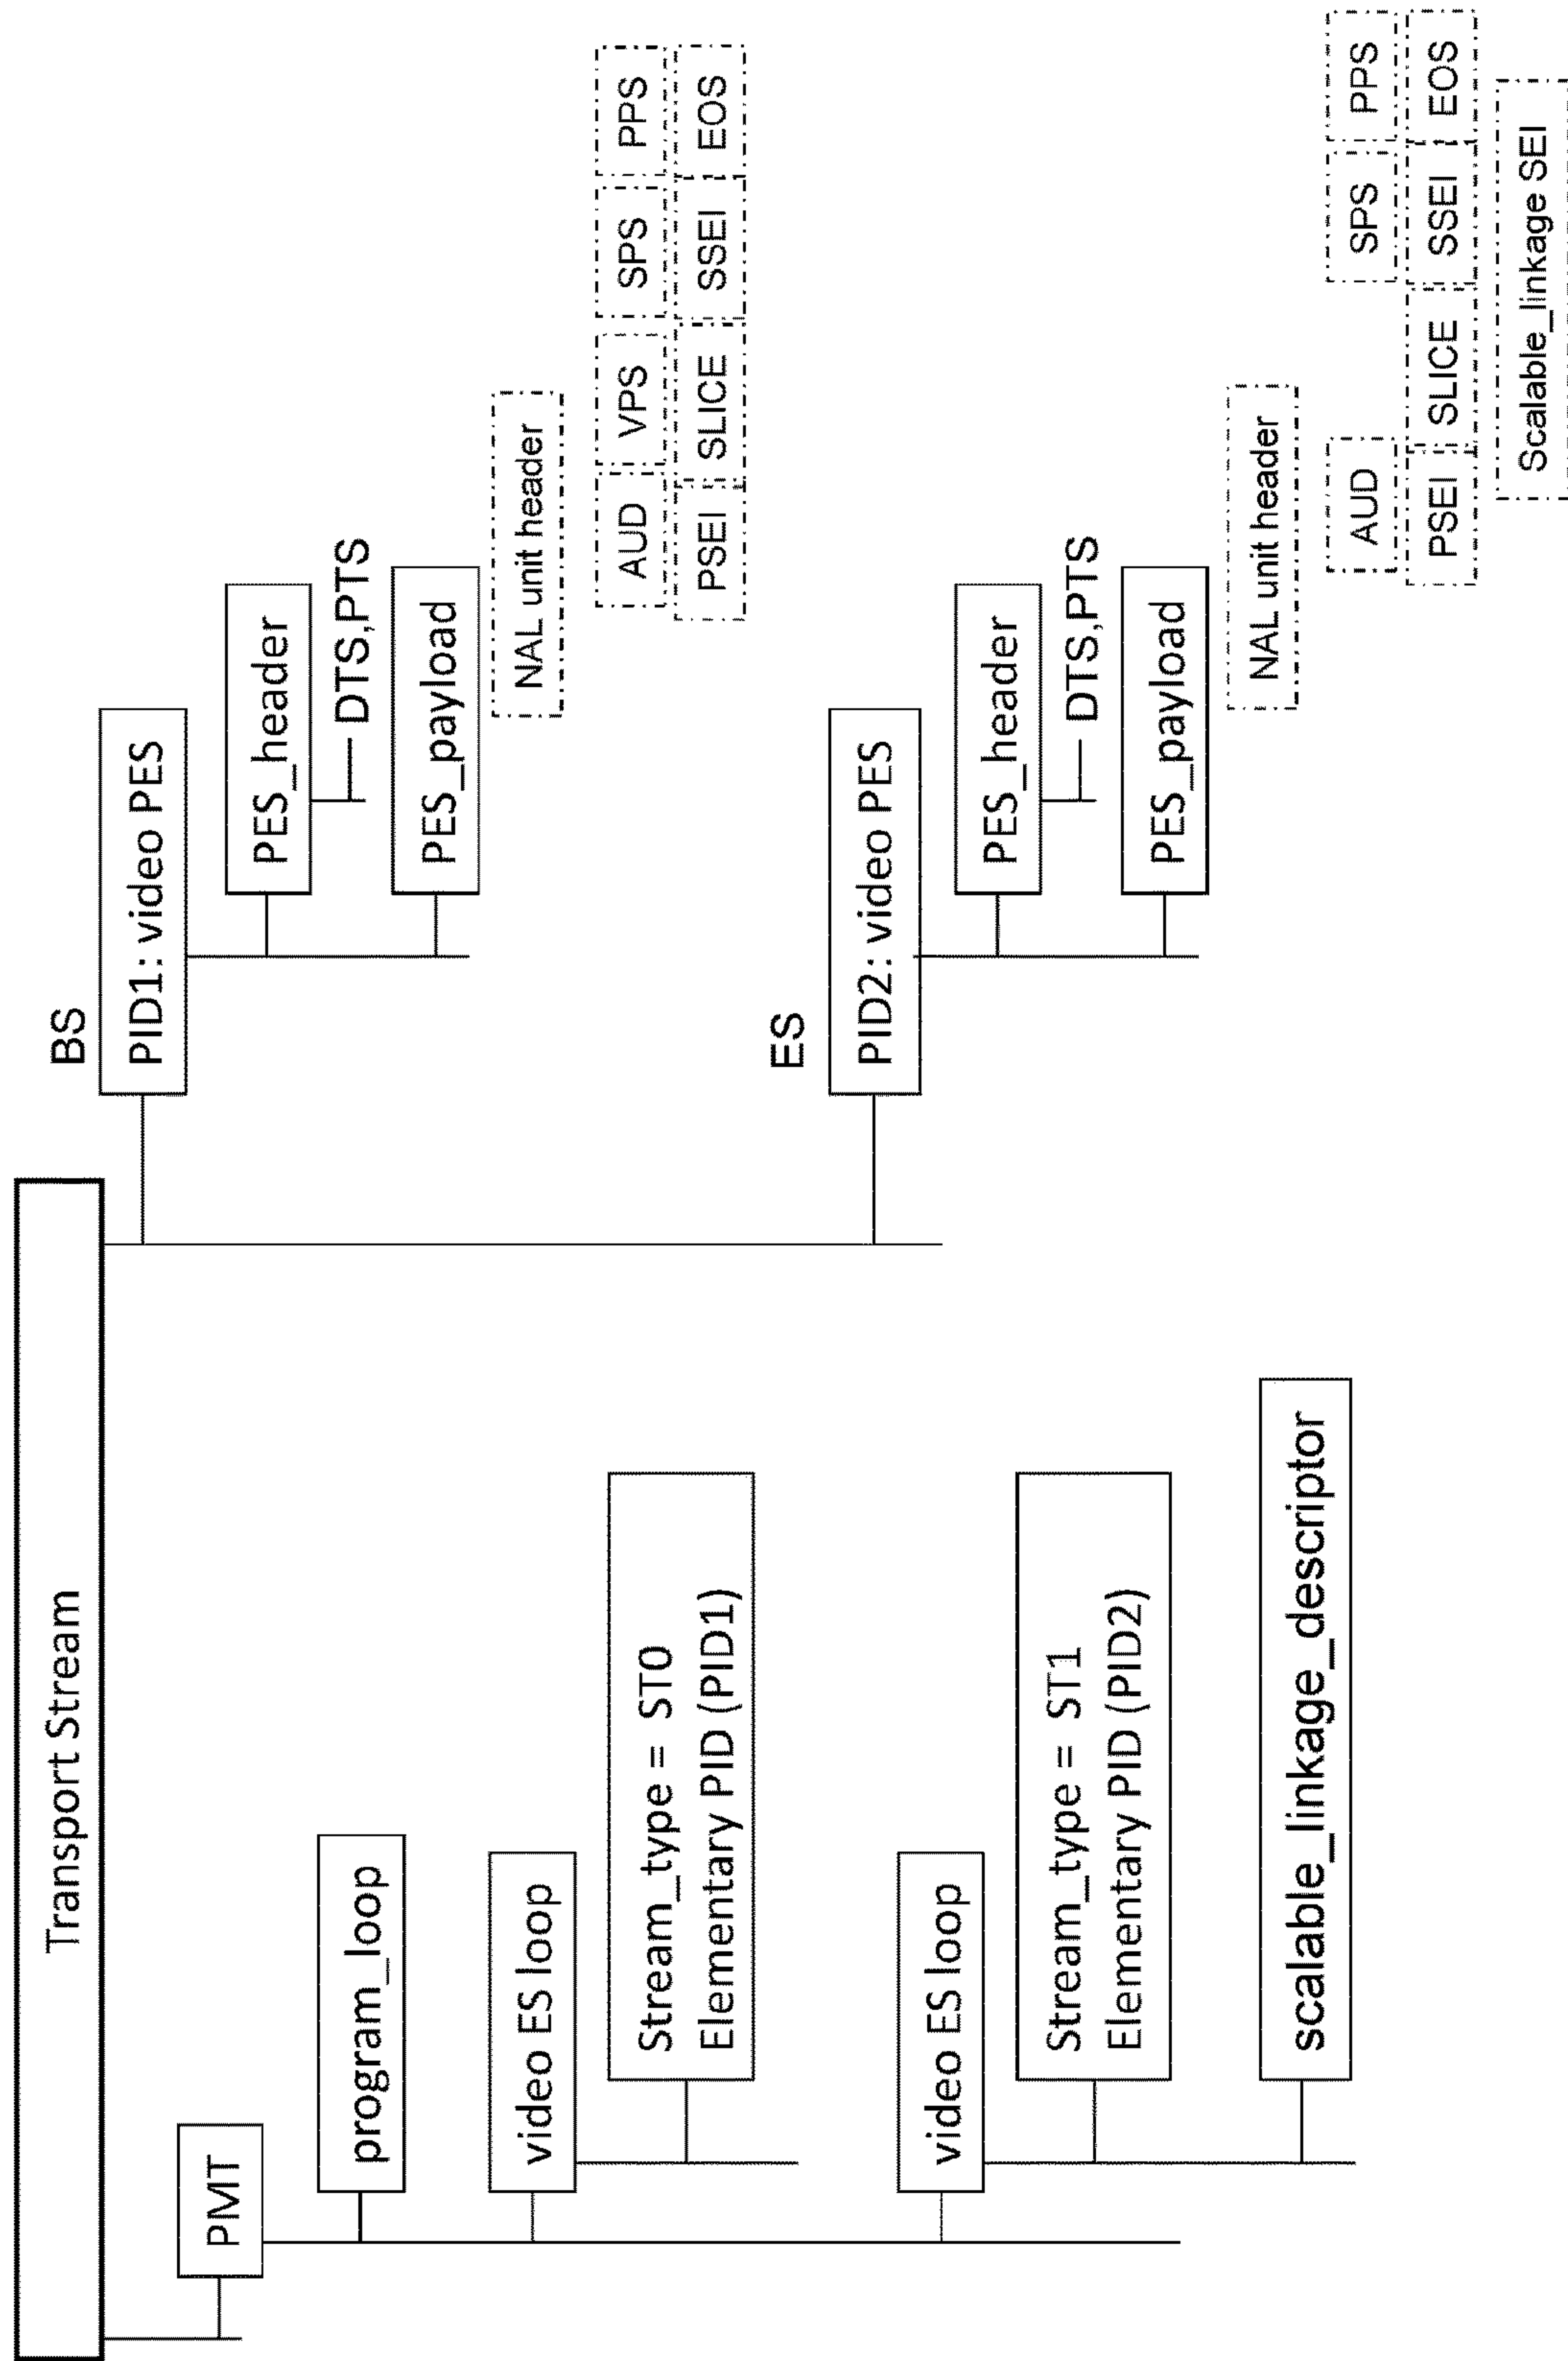 Transport Stream
PMT
program_loop
video ES loop
Stream_type = ST0
Elementary PID (PID1)
video ES loop
Stream_type = ST1
Elementary PID (PID2)
scalable_linkage_descriptor
BS
PID1: video PES
PES_header
DTS,PTS
PES_payload
NAL unit header
AUD VPS SPS PPS
PSEI SLICE SSEI EOS
ES
PID2: video PES
PES_header
DTS,PTS
PES_payload
NAL unit header
AUD SPS PPS
PSEI SLICE SSEI EOS
Scalable_linkage SEI